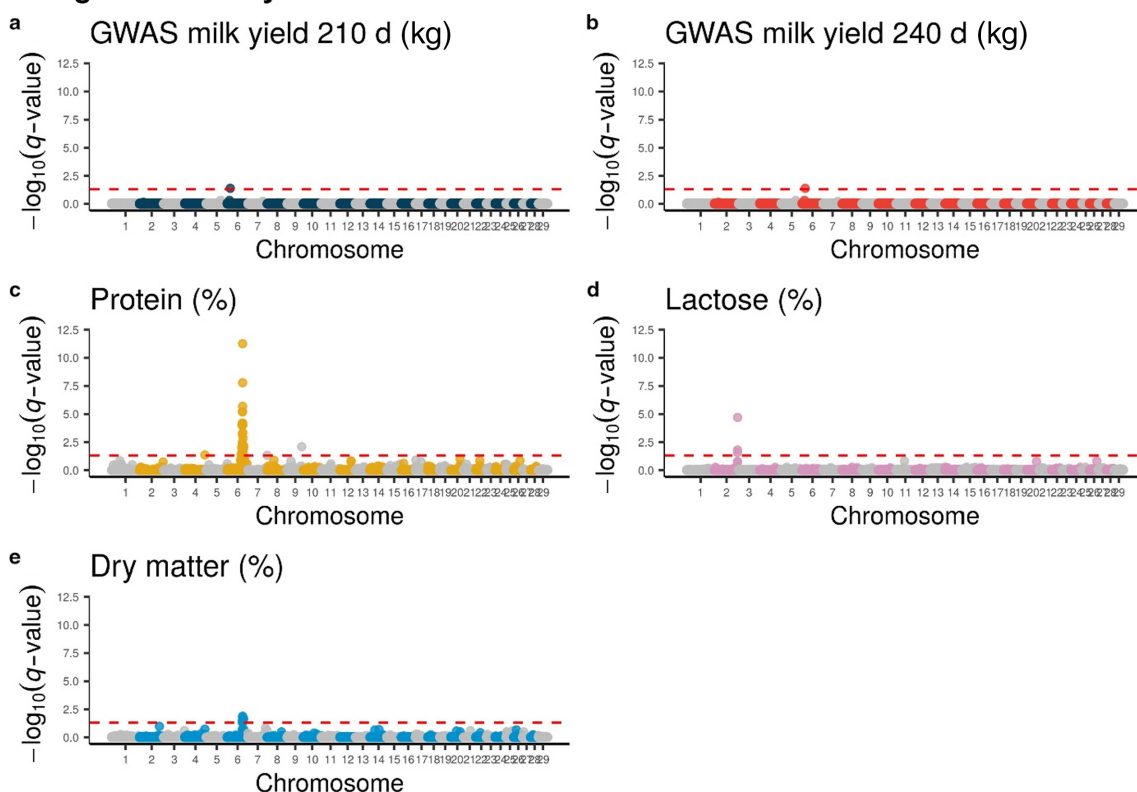 a
GWAS milk yield 210 d (kg)
12.5
10.0
7.5
5.0
2.5
0.0
−log10(q−value)
1 2 3 4 5 6 7 8 9 10 11 12 13 14 15 16 17 18 19 20 21 22 23 24 25 26 27 28 29
Chromosome
b
GWAS milk yield 240 d (kg)
12.5
10.0
7.5
5.0
2.5
0.0
−log10(q−value)
1 2 3 4 5 6 7 8 9 10 11 12 13 14 15 16 17 18 19 20 21 22 23 24 25 26 27 28 29
Chromosome
c
Protein (%)
12.5
10.0
7.5
5.0
2.5
0.0
−log10(q−value)
1 2 3 4 5 6 7 8 9 10 11 12 13 14 15 16 17 18 19 20 21 22 23 24 25 26 27 28 29
Chromosome
d
Lactose (%)
12.5
10.0
7.5
5.0
2.5
0.0
−log10(q−value)
1 2 3 4 5 6 7 8 9 10 11 12 13 14 15 16 17 18 19 20 21 22 23 24 25 26 27 28 29
Chromosome
e
Dry matter (%)
12.5
10.0
7.5
5.0
2.5
0.0
−log10(q−value)
1 2 3 4 5 6 7 8 9 10 11 12 13 14 15 16 17 18 19 20 21 22 23 24 25 26 27 28 29
Chromosome